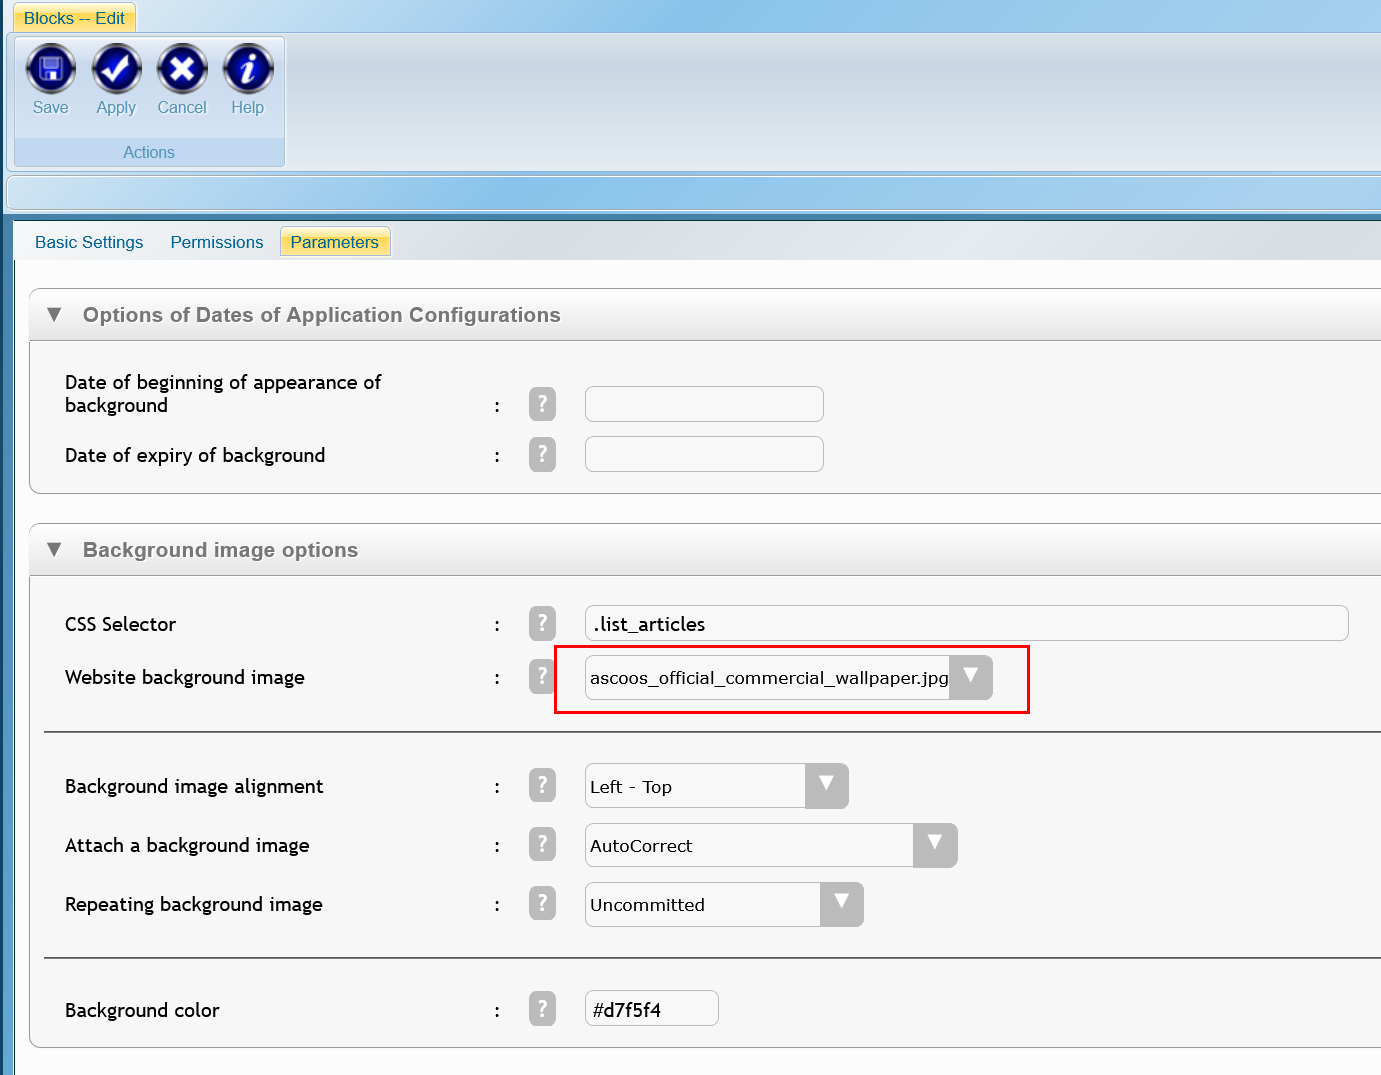 Blocks -- Edit
Save Apply Cancel Help
Actions
Basic Settings Permissions Parameters
▼ Options of Dates of Application Configurations
Date of beginning of appearance of
background : ?
Date of expiry of background : ?
▼ Background image options
CSS Selector : ? .list_articles
Website background image : ? ascoos_official_commercial_wallpaper.jpg ▼
Background image alignment : ? Left - Top ▼
Attach a background image : ? AutoCorrect ▼
Repeating background image : ? Uncommitted ▼
Background color : ? #d7f5f4